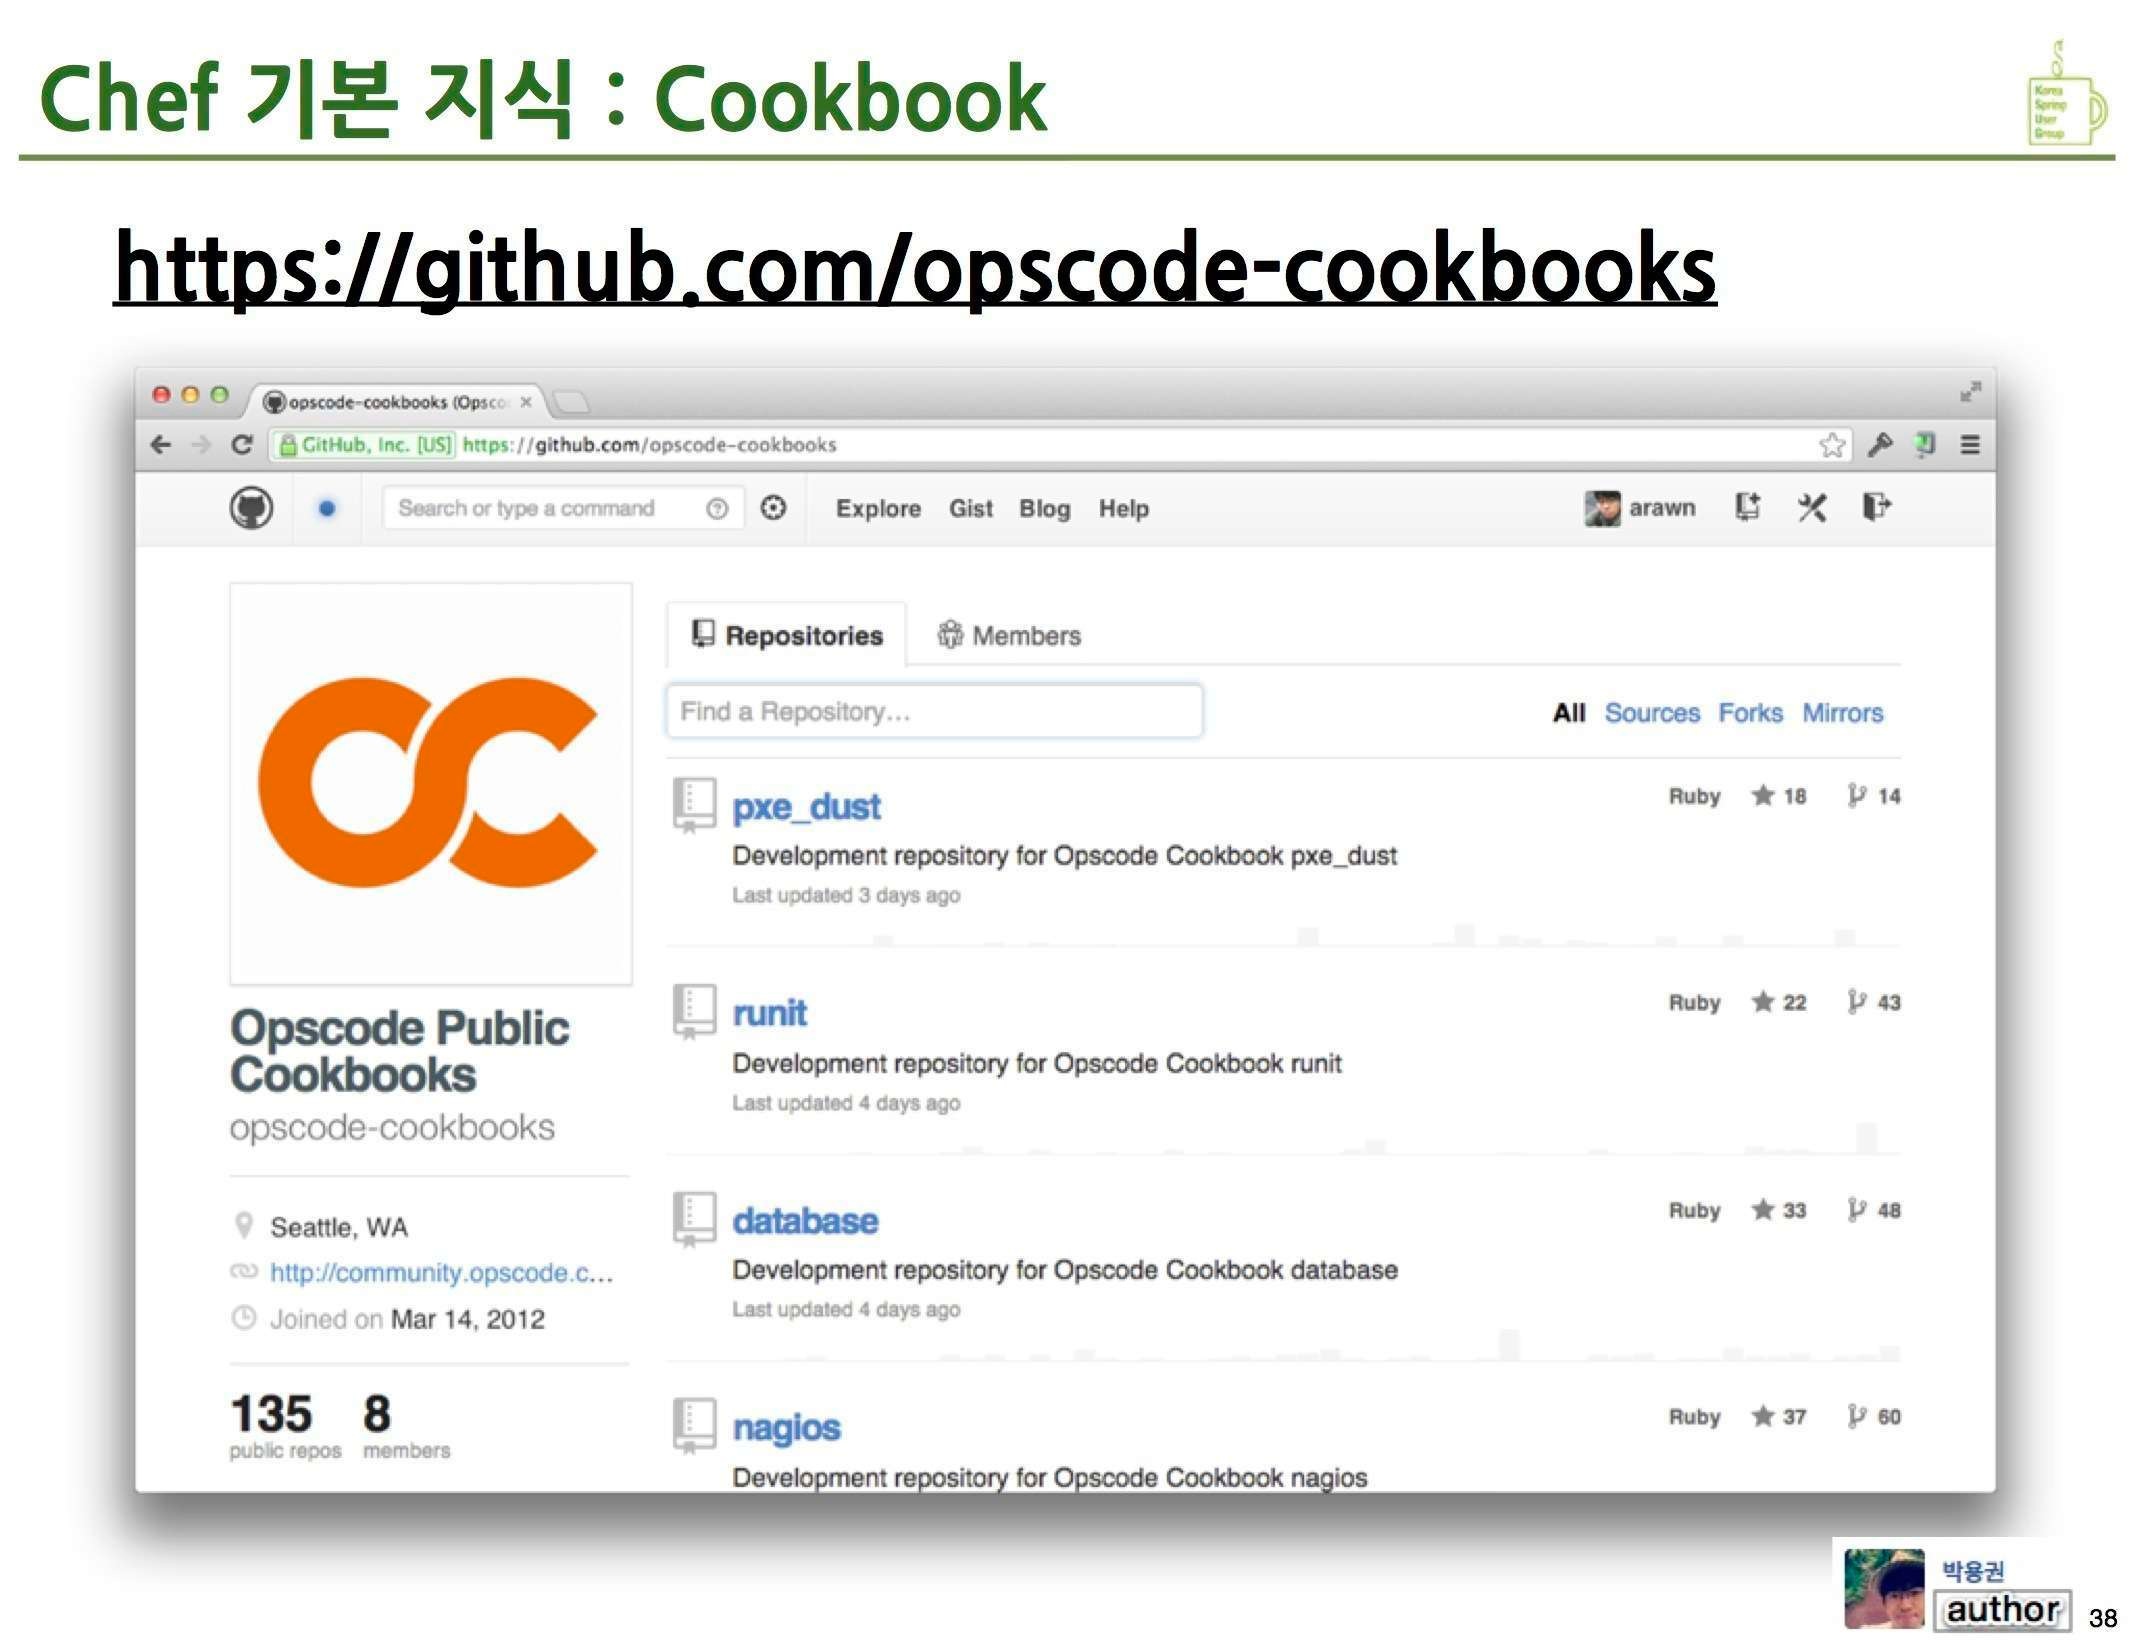 Chef 기본 지식 : Cookbook
Korea
Spring
User
Group
https://github.com/opscode-cookbooks
opscode-cookbooks (Opsco
GitHub, Inc. [US] https://github.com/opscode-cookbooks
Search or type a command
Explore Gist Blog Help
arawn
Repositories Members
Find a Repository...
All Sources Forks Mirrors
pxe_dust
Ruby 18 14
Development repository for Opscode Cookbook pxe_dust
Last updated 3 days ago
runit
Ruby 22 43
Development repository for Opscode Cookbook runit
Last updated 4 days ago
database
Ruby 33 48
Development repository for Opscode Cookbook database
Last updated 4 days ago
nagios
Ruby 37 60
Development repository for Opscode Cookbook nagios
Opscode Public
Cookbooks
opscode-cookbooks
Seattle, WA
http://community.opscode.c...
Joined on Mar 14, 2012
135 8
public repos members
박용권
author
38